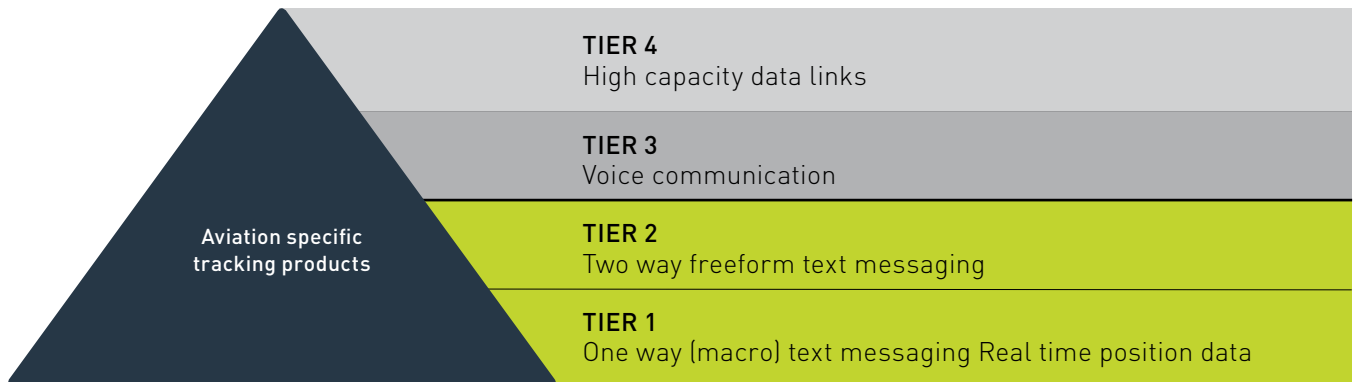 TIER 4
High capacity data links
TIER 3
Voice communication
Aviation specific
tracking products
TIER 2
Two way freeform text messaging
TIER 1
One way (macro) text messaging Real time position data